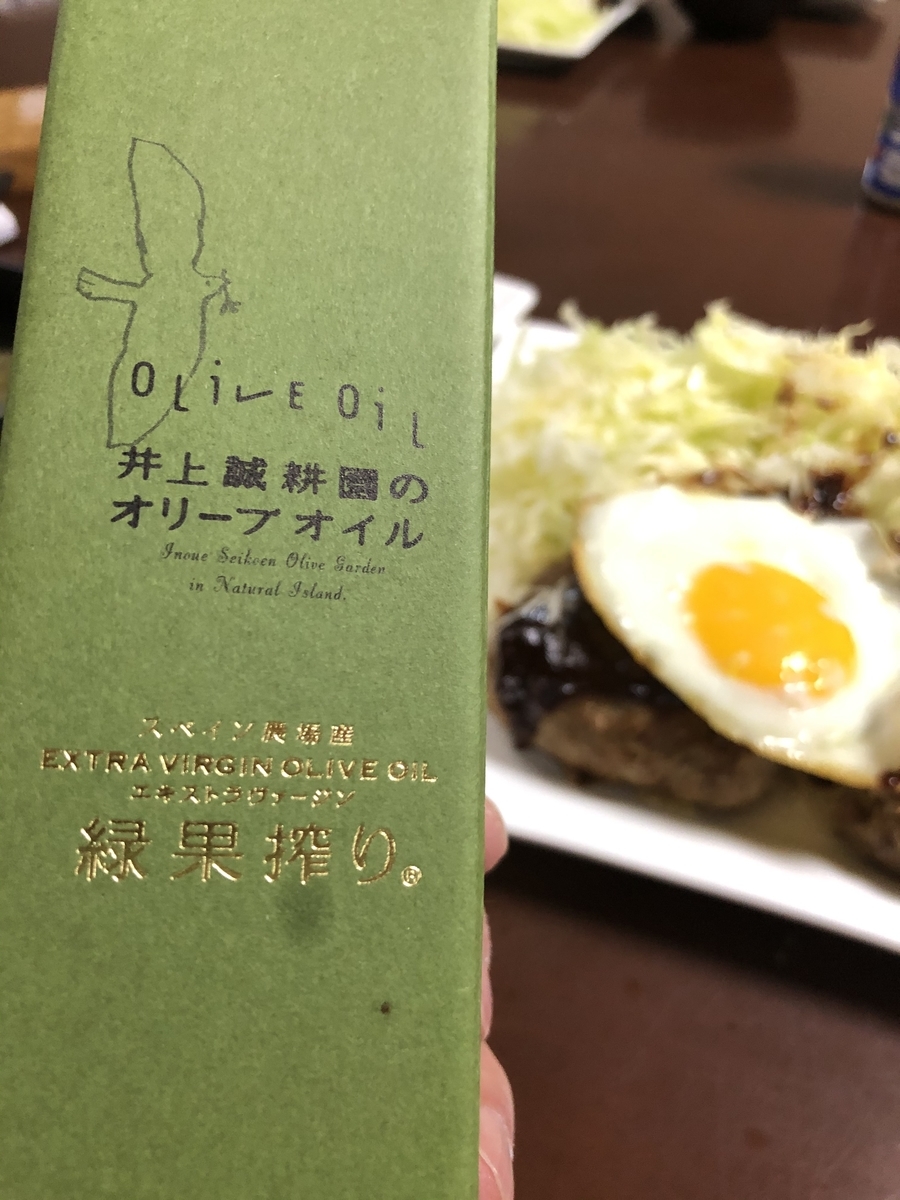 OLiVE OiL
井上誠耕園の
オリーブオイル
Inoue Seikoen Olive Garden
in Natural Island.
スペイン農場産
EXTRA VIRGIN OLIVE OIL
エキストラヴァージン
緑果搾り®